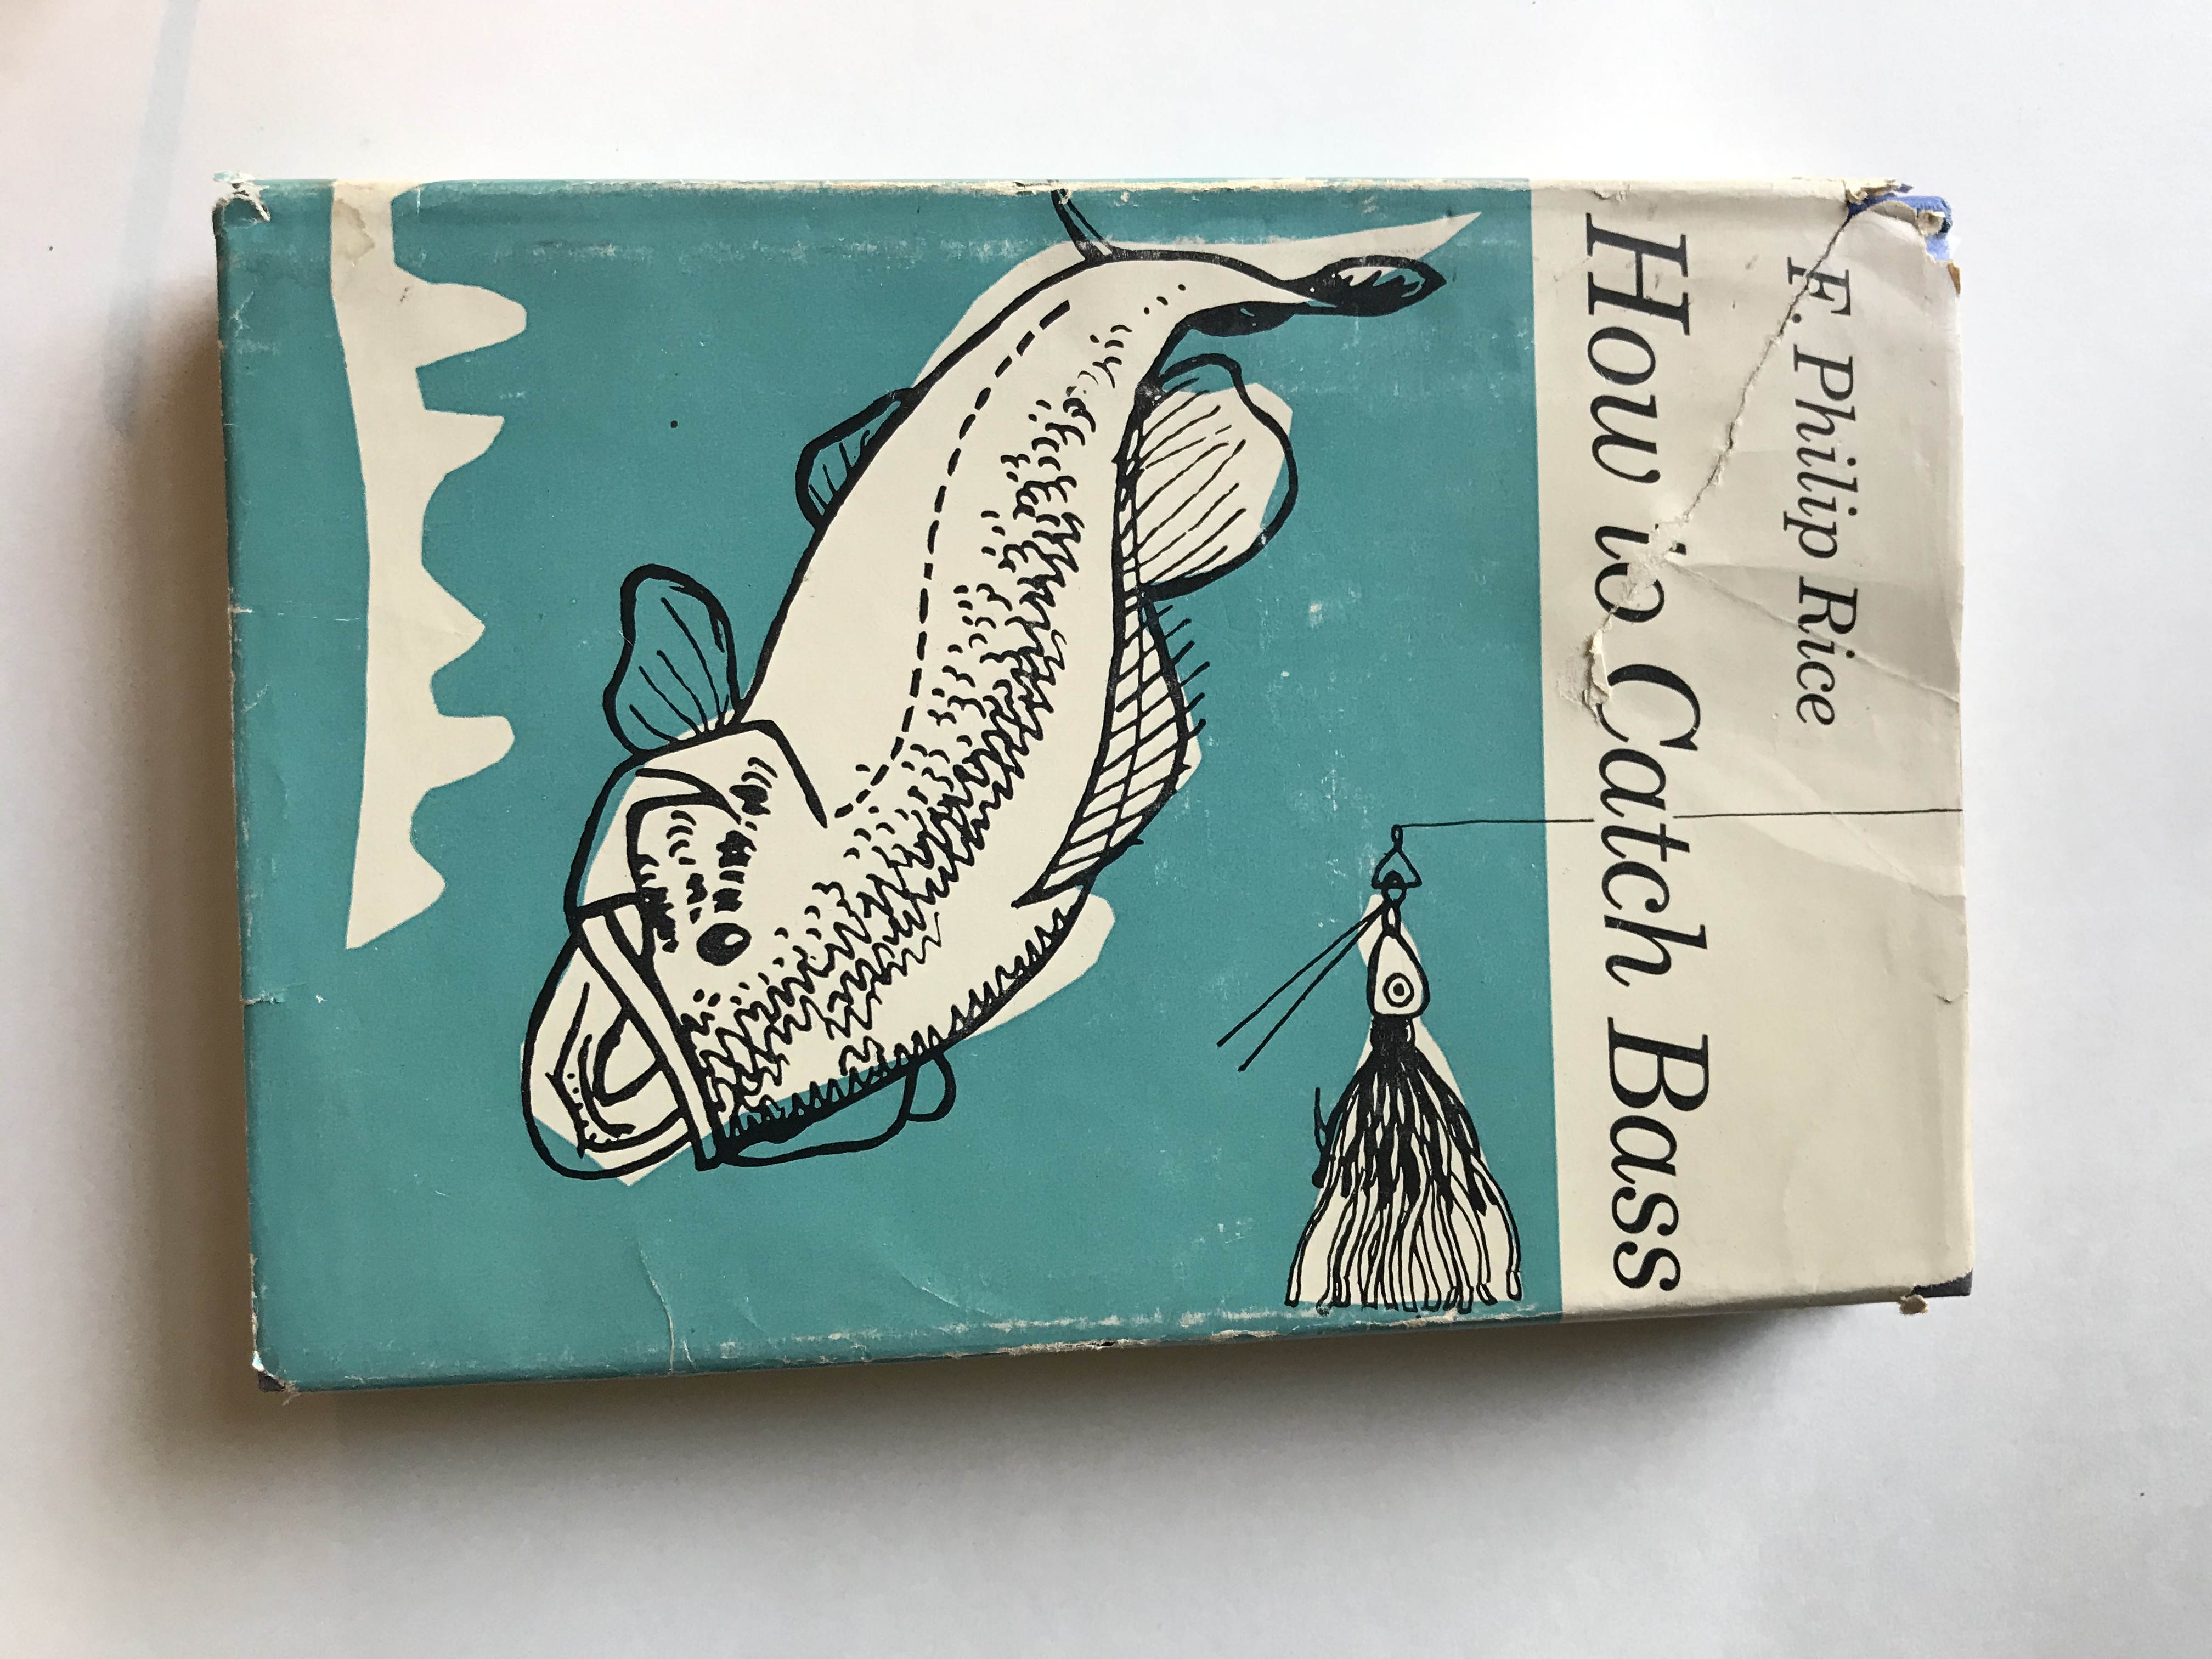 F. Philip Rice
How to Catch Bass